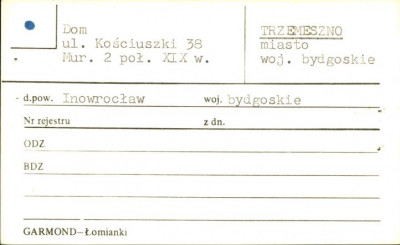 Dom
ul. Kościuszki 38
Mur. 2 poł. XIX w.
TRZEMESZNO
miasto
woj. bydgoskie
d.pow. Inowrocław woj. bydgoskie
Nr rejestru z dn.
ODZ
BDZ
GARMOND–Łomianki